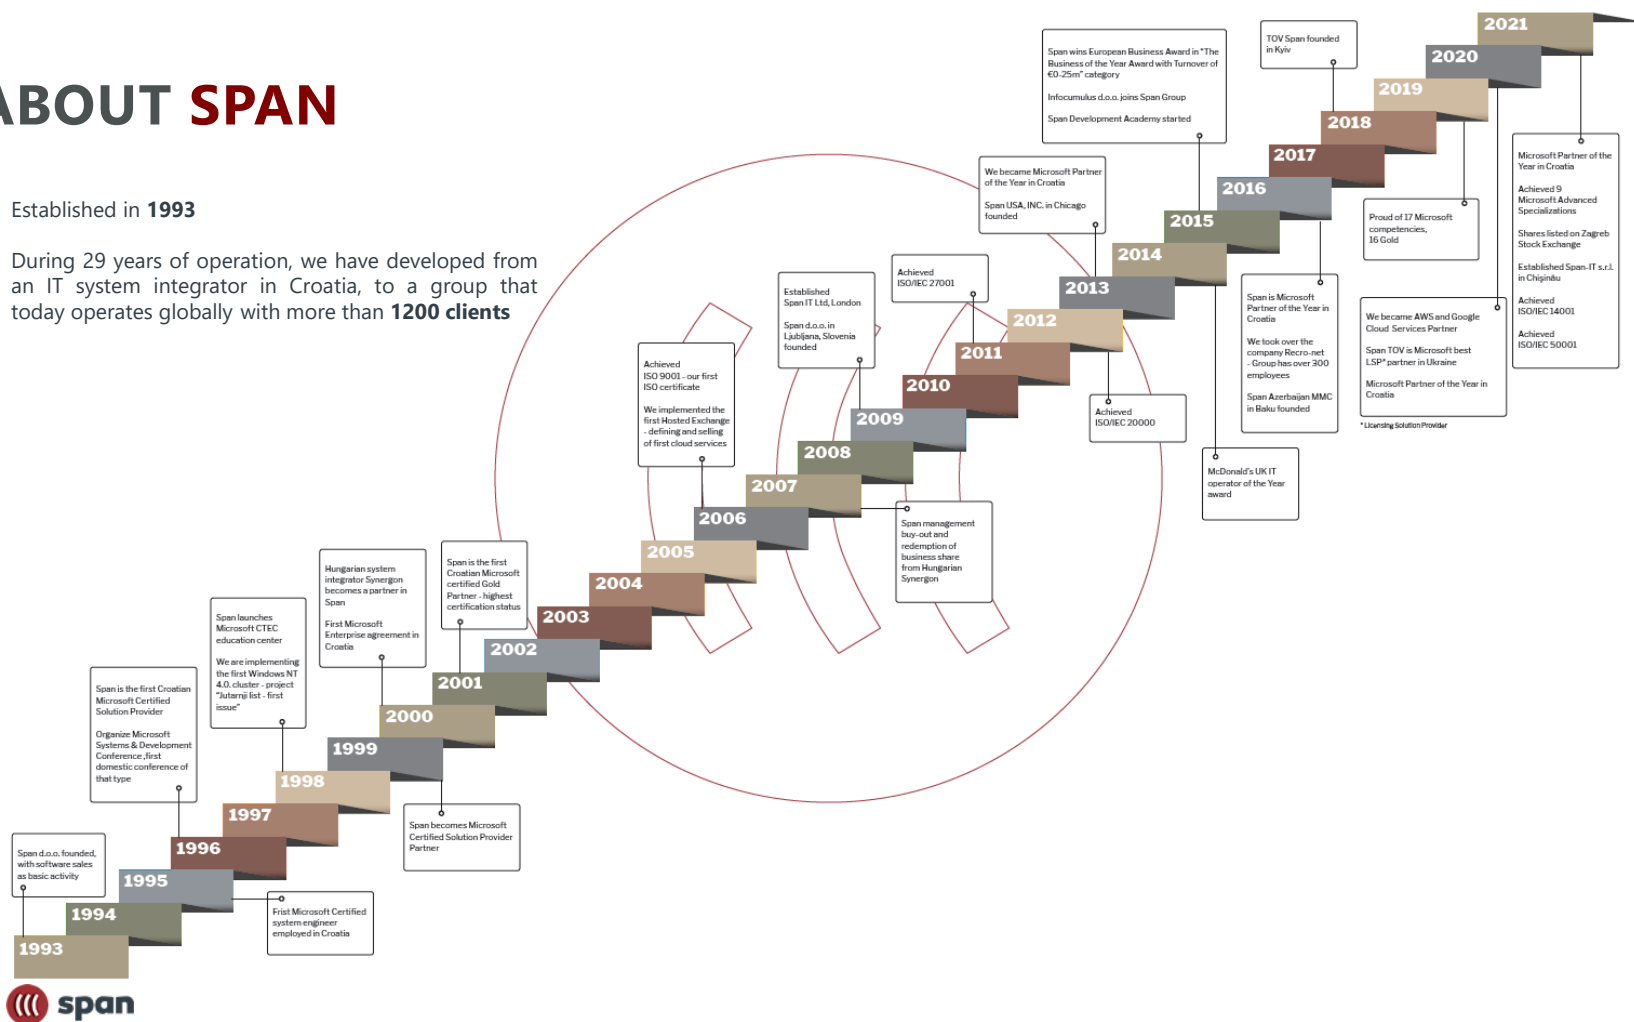 ABOUT SPAN
Established in 1993
During 29 years of operation, we have developed from
an IT system integrator in Croatia, to a group that
today operates globally with more than 1200 clients
1993
Span d.o.o. founded,
with software sales
as basic activity
1994
1995
Frist Microsoft Certified
system engineer
employed in Croatia
1996
Span is the first Croatian
Microsoft Certified
Solution Provider
Organize Microsoft
Systems & Development
Conference ,first
domestic conference of
that type
1997
1998
Span launches
Microsoft CTEC
education center
We are implementing
the first Windows NT
4.0. cluster - project
"Jutarnji list - first
issue"
1999
Span becomes Microsoft
Certified Solution Provider
Partner
2000
Hungarian system
integrator Synergon
becomes a partner in
Span
First Microsoft
Enterprise agreement in
Croatia
2001
Span is the first
Croatian Microsoft
certified Gold
Partner - highest
certification status
2002
2003
2004
2005
2006
Achieved
ISO 9001 - our first
ISO certificate
We implemented the
first Hosted Exchange
- defining and selling
of first cloud services
2007
Span management
buy-out and
redemption of
business share
from Hungarian
Synergon
2008
2009
Established
Span IT Ltd, London
Span d.o.o. in
Ljubljana, Slovenia
founded
2010
2011
Achieved
ISO/IEC 27001
2012
Achieved
ISO/IEC 20000
2013
We became Microsoft Partner
of the Year in Croatia
Span USA, INC. in Chicago
founded
2014
McDonald's UK IT
operator of the Year
award
2015
Span wins European Business Award in "The
Business of the Year Award with Turnover of
€0-25m" category
Infocumulus d.o.o. joins Span Group
Span Development Academy started
2016
Span is Microsoft
Partner of the Year in
Croatia
We took over the
company Recro-net
- Group has over 300
employees
Span Azerbaijan MMC
in Baku founded
2017
2018
TOV Span founded
in Kyiv
2019
Proud of 17 Microsoft
competencies,
16 Gold
2020
We became AWS and Google
Cloud Services Partner
Span TOV is Microsoft best
LSP* partner in Ukraine
Microsoft Partner of the Year in
Croatia
* Licensing Solution Provider
2021
Microsoft Partner of the
Year in Croatia
Achieved 9
Microsoft Advanced
Specializations
Shares listed on Zagreb
Stock Exchange
Established Span-IT s.r.l.
in Chișinău
Achieved
ISO/IEC 14001
Achieved
ISO/IEC 50001
span